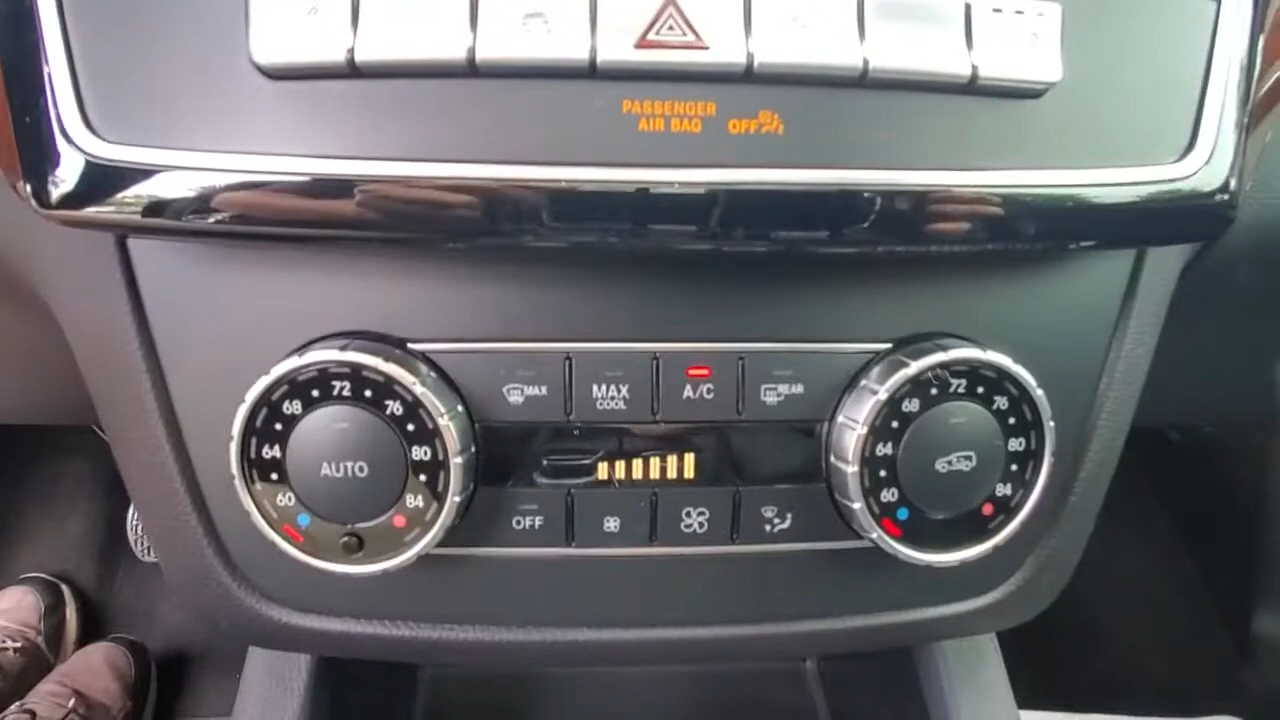 PASSENGER
AIR BAG OFF
MAX
MAX
COOL
A/C
REAR
60 64 68 72 76 80 84
AUTO
60 64 68 72 76 80 84
OFF